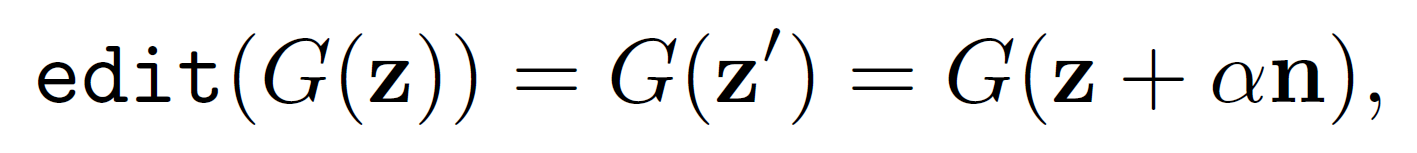 edit(G(z)) = G(z′) = G(z + αn),